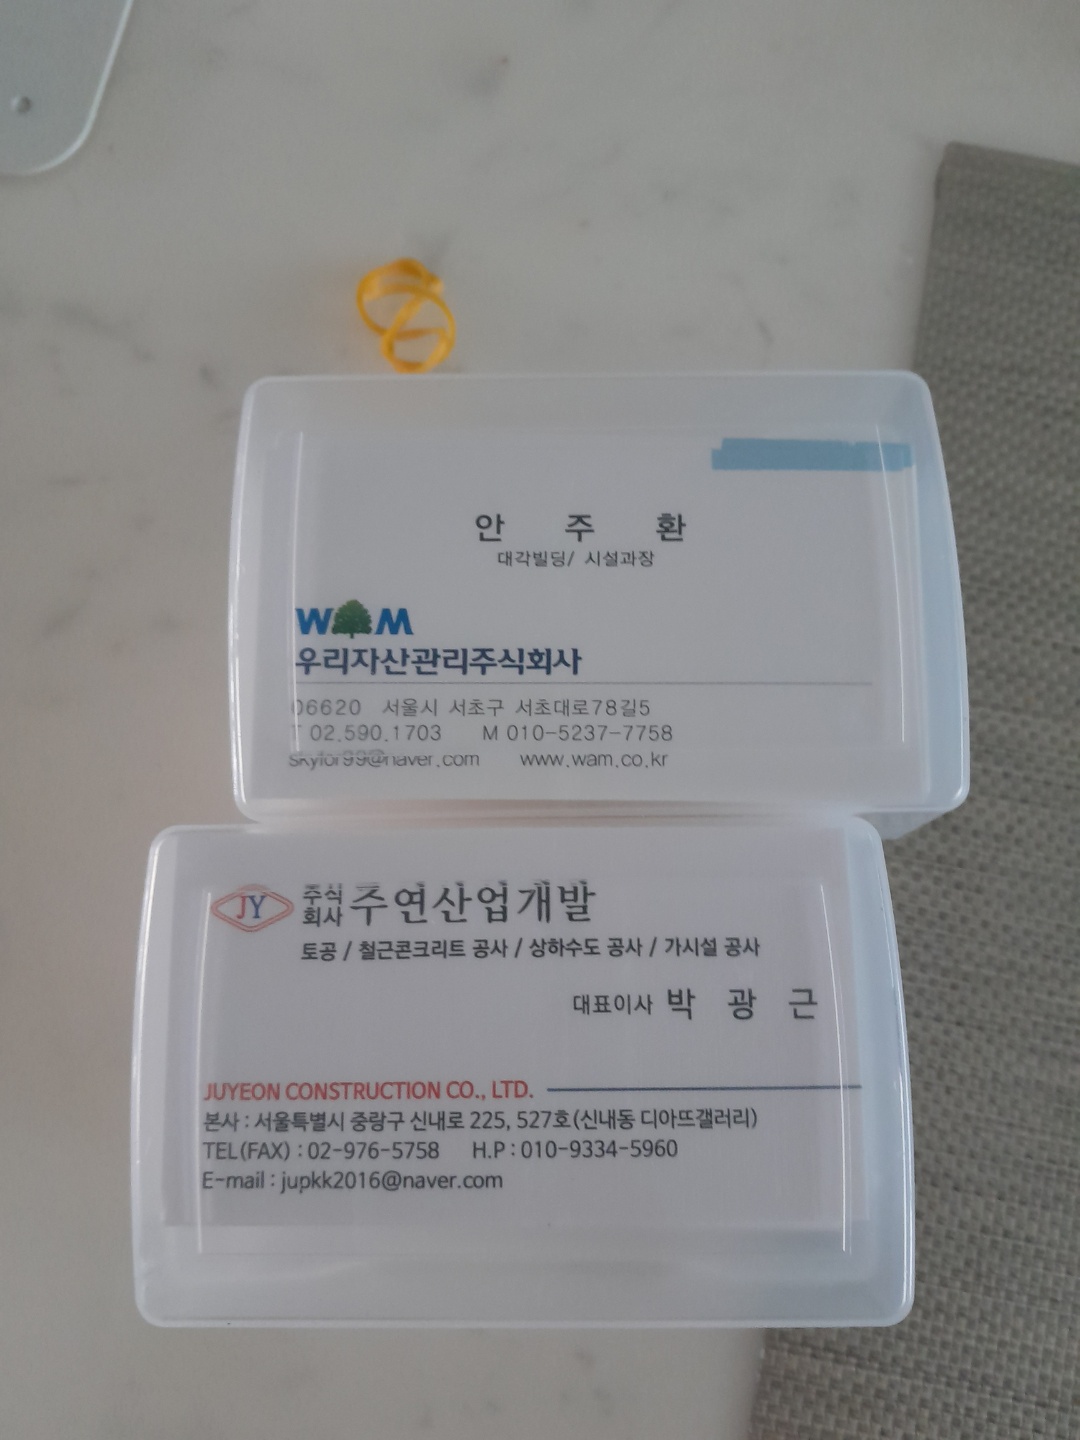 안 주 환
대각빌딩/ 시설과장
WAM
우리자산관리주식회사
06620 서울시 서초구 서초대로78길5
T 02.590.1703 M 010-5237-7758
skyfor99@naver.com www.wam.co.kr
JY 주식회사 주연산업개발
토공 / 철근콘크리트 공사 / 상하수도 공사 / 가시설 공사
대표이사 박 광 근
JUYEON CONSTRUCTION CO., LTD.
본사 : 서울특별시 중랑구 신내로 225, 527호(신내동 디아뜨갤러리)
TEL(FAX) : 02-976-5758 H.P : 010-9334-5960
E-mail : jupkk2016@naver.com